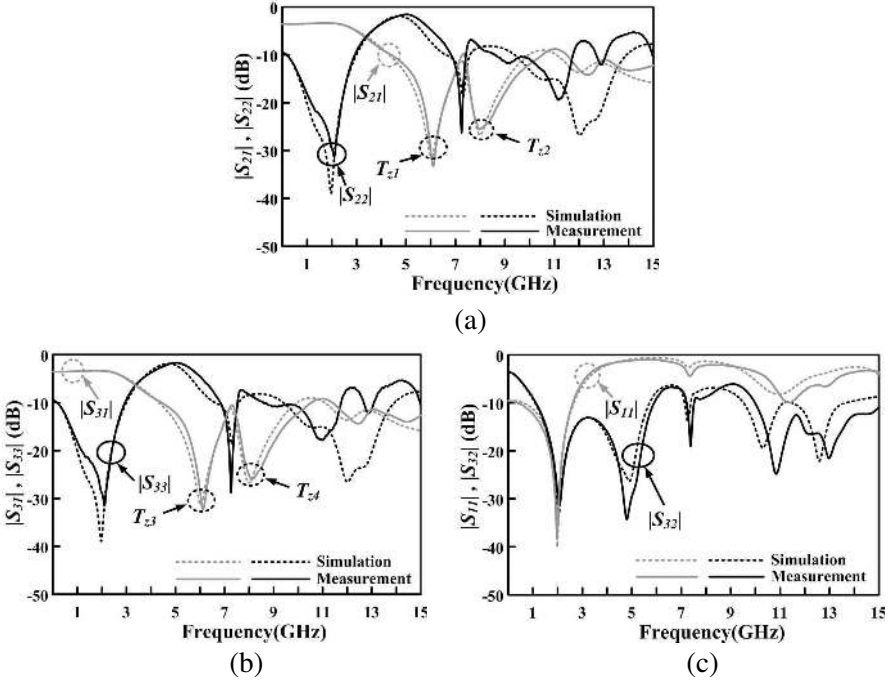 0
-10
-20
-30
-40
-50
|S21| , |S22| (dB)
|S21|
|S22|
Tz1
Tz2
Simulation
Measurement
1 3 5 7 9 11 13 15
Frequency(GHz)
(a)
0
-10
-20
-30
-40
-50
|S31| , |S33| (dB)
|S31|
|S33|
Tz3
Tz4
Simulation
Measurement
1 3 5 7 9 11 13 15
Frequency(GHz)
(b)
0
-10
-20
-30
-40
-50
|S11| , |S32| (dB)
|S11|
|S32|
Simulation
Measurement
1 3 5 7 9 11 13 15
Frequency(GHz)
(c)